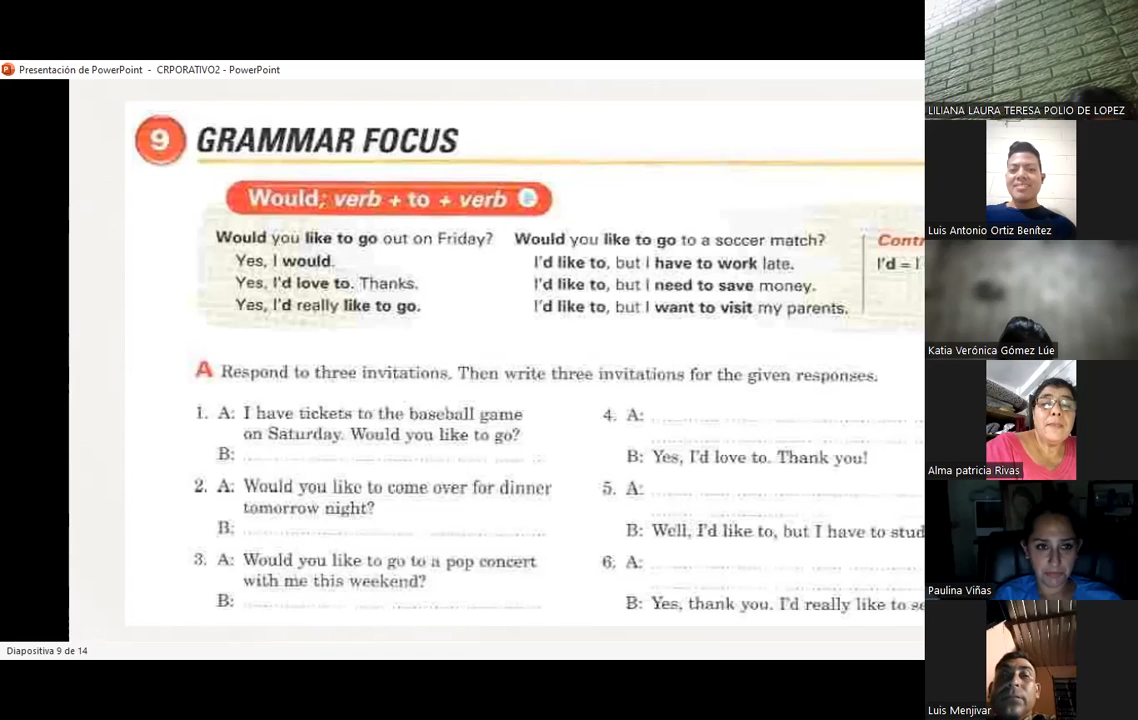 Presentación de PowerPoint - CRPORATIVO2 - PowerPoint
9 GRAMMAR FOCUS
Would; verb + to + verb
Would you like to go out on Friday?
Yes, I would.
Yes, I'd love to. Thanks.
Yes, I'd really like to go.
Would you like to go to a soccer match?
I'd like to, but I have to work late.
I'd like to, but I need to save money.
I'd like to, but I want to visit my parents.
Contr
I'd = I
A Respond to three invitations. Then write three invitations for the given responses.
1. A: I have tickets to the baseball game
on Saturday. Would you like to go?
B:
2. A: Would you like to come over for dinner
tomorrow night?
B:
3. A: Would you like to go to a pop concert
with me this weekend?
B:
4. A:
B: Yes, I'd love to. Thank you!
5. A:
B: Well, I'd like to, but I have to stud
6. A:
B: Yes, thank you. I'd really like to se
Diapositiva 9 de 14
LILIANA LAURA TERESA POLIO DE LOPEZ
Luis Antonio Ortiz Benítez
Katia Verónica Gómez Lúe
Alma patricia Rivas
Paulina Viñas
Luis Menjivar